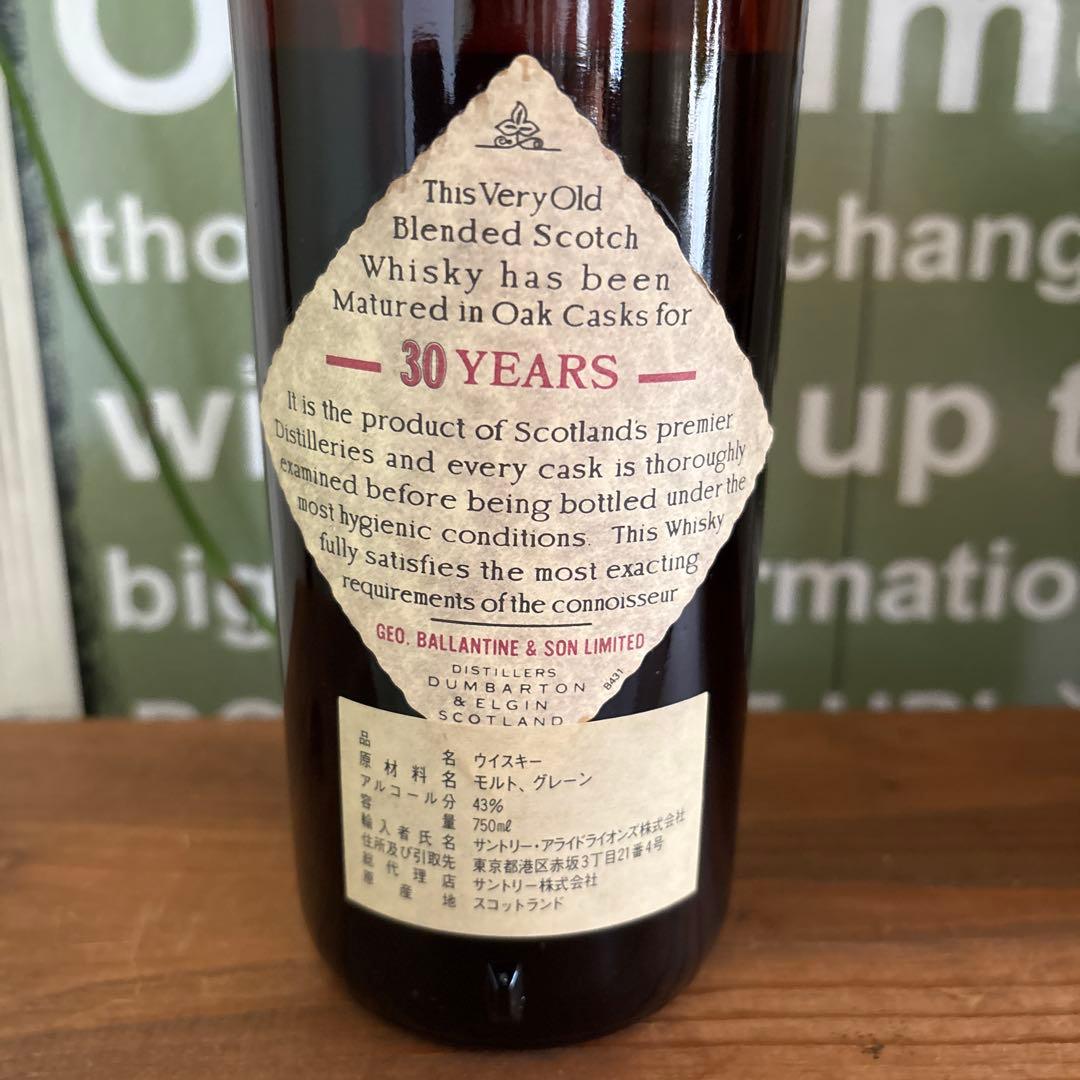 This Very Old
Blended Scotch
Whisky has been
Matured in Oak Casks for
30 YEARS
It is the product of Scotland's premier
Distilleries and every cask is thoroughly
examined before being bottled under the
most hygienic conditions. This Whisky
fully satisfies the most exacting
requirements of the connoisseur
GEO. BALLANTINE & SON LIMITED
DISTILLERS
DUMBARTON
& ELGIN
SCOTLAND
B431
品名 ウイスキー
原材料名 モルト、グレーン
アルコール分 43%
容量 750㎖
輸入者氏名 サントリー・アライドライオンズ株式会社
住所及び引取先 東京都港区赤坂3丁目21番4号
総代理店 サントリー株式会社
原産地 スコットランド
tho
chang
wi
up t
big
rmatio